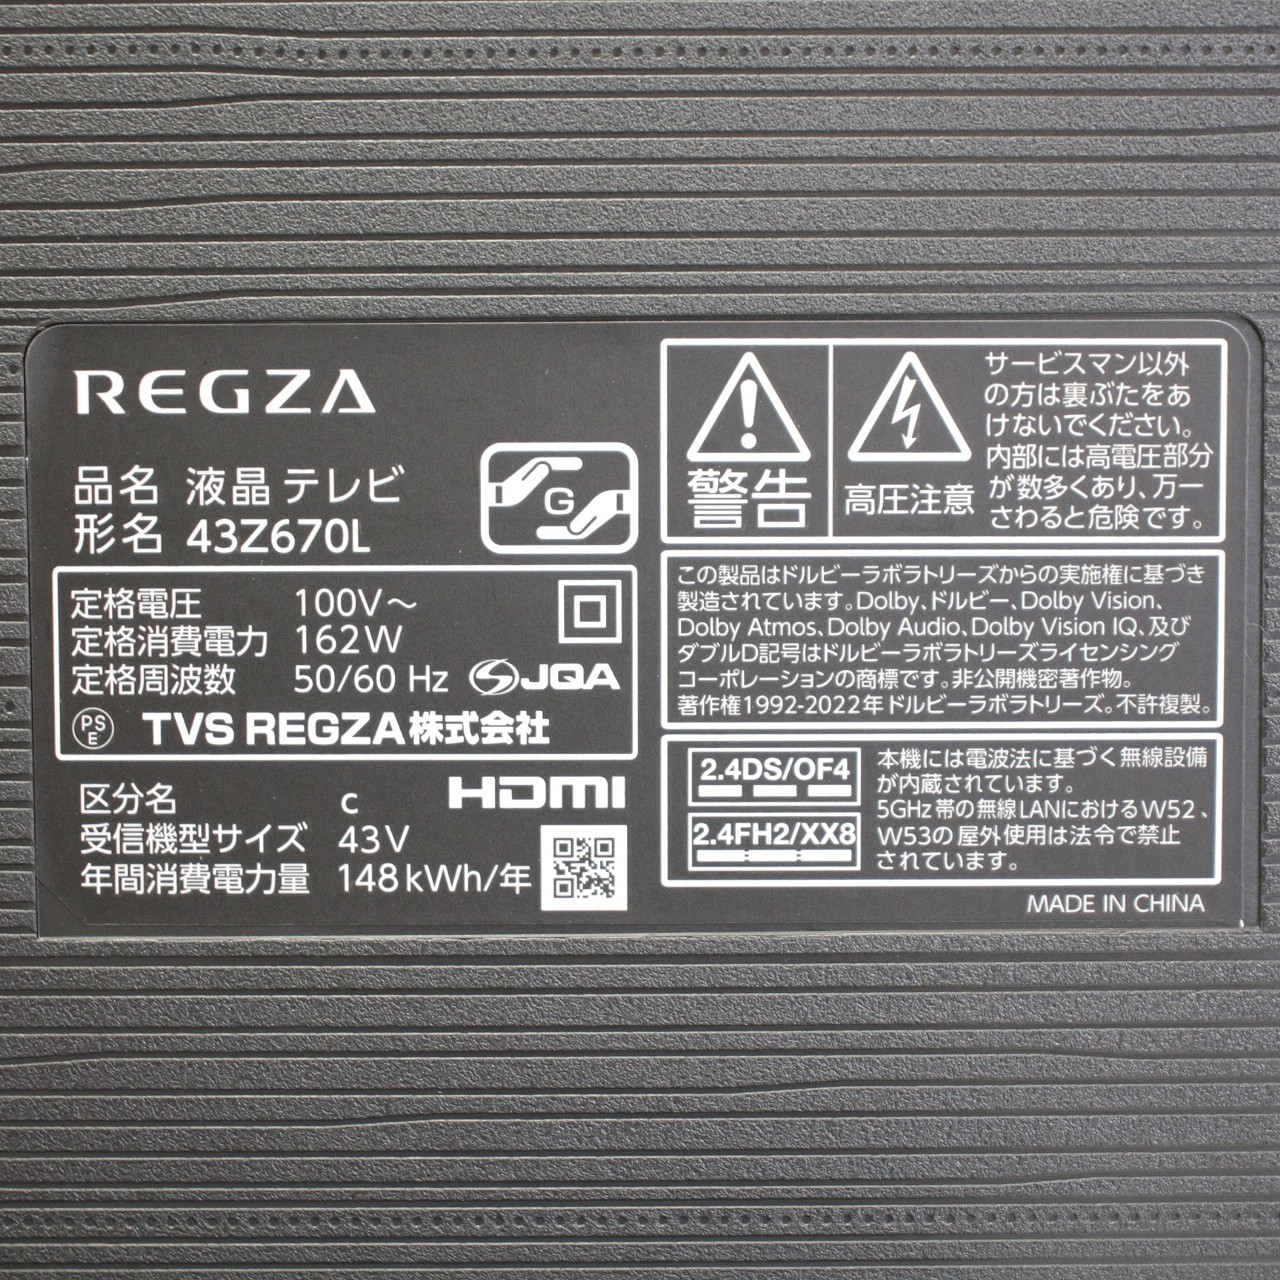 REGZA
品名 液晶テレビ
形名 43Z670L
G
定格電圧 100V～
定格消費電力 162W
定格周波数 50/60 Hz
JQA
PS
E
TVS REGZA株式会社
区分名 c
HDMI
受信機型サイズ 43V
年間消費電力量 148kWh/年
警告
高圧注意
サービスマン以外
の方は裏ぶたをあ
けないでください。
内部には高電圧部分
が数多くあり、万一
さわると危険です。
この製品はドルビーラボラトリーズからの実施権に基づき
製造されています。Dolby、ドルビー、Dolby Vision、
Dolby Atmos、Dolby Audio、Dolby Vision IQ、及び
ダブルD記号はドルビーラボラトリーズライセンシング
コーポレーションの商標です。非公開機密著作物。
著作権1992-2022年ドルビーラボラトリーズ。不許複製。
2.4DS/OF4
2.4FH2/XX8
本機には電波法に基づく無線設備
が内蔵されています。
5GHz帯の無線LANにおけるW52、
W53の屋外使用は法令で禁止
されています。
MADE IN CHINA